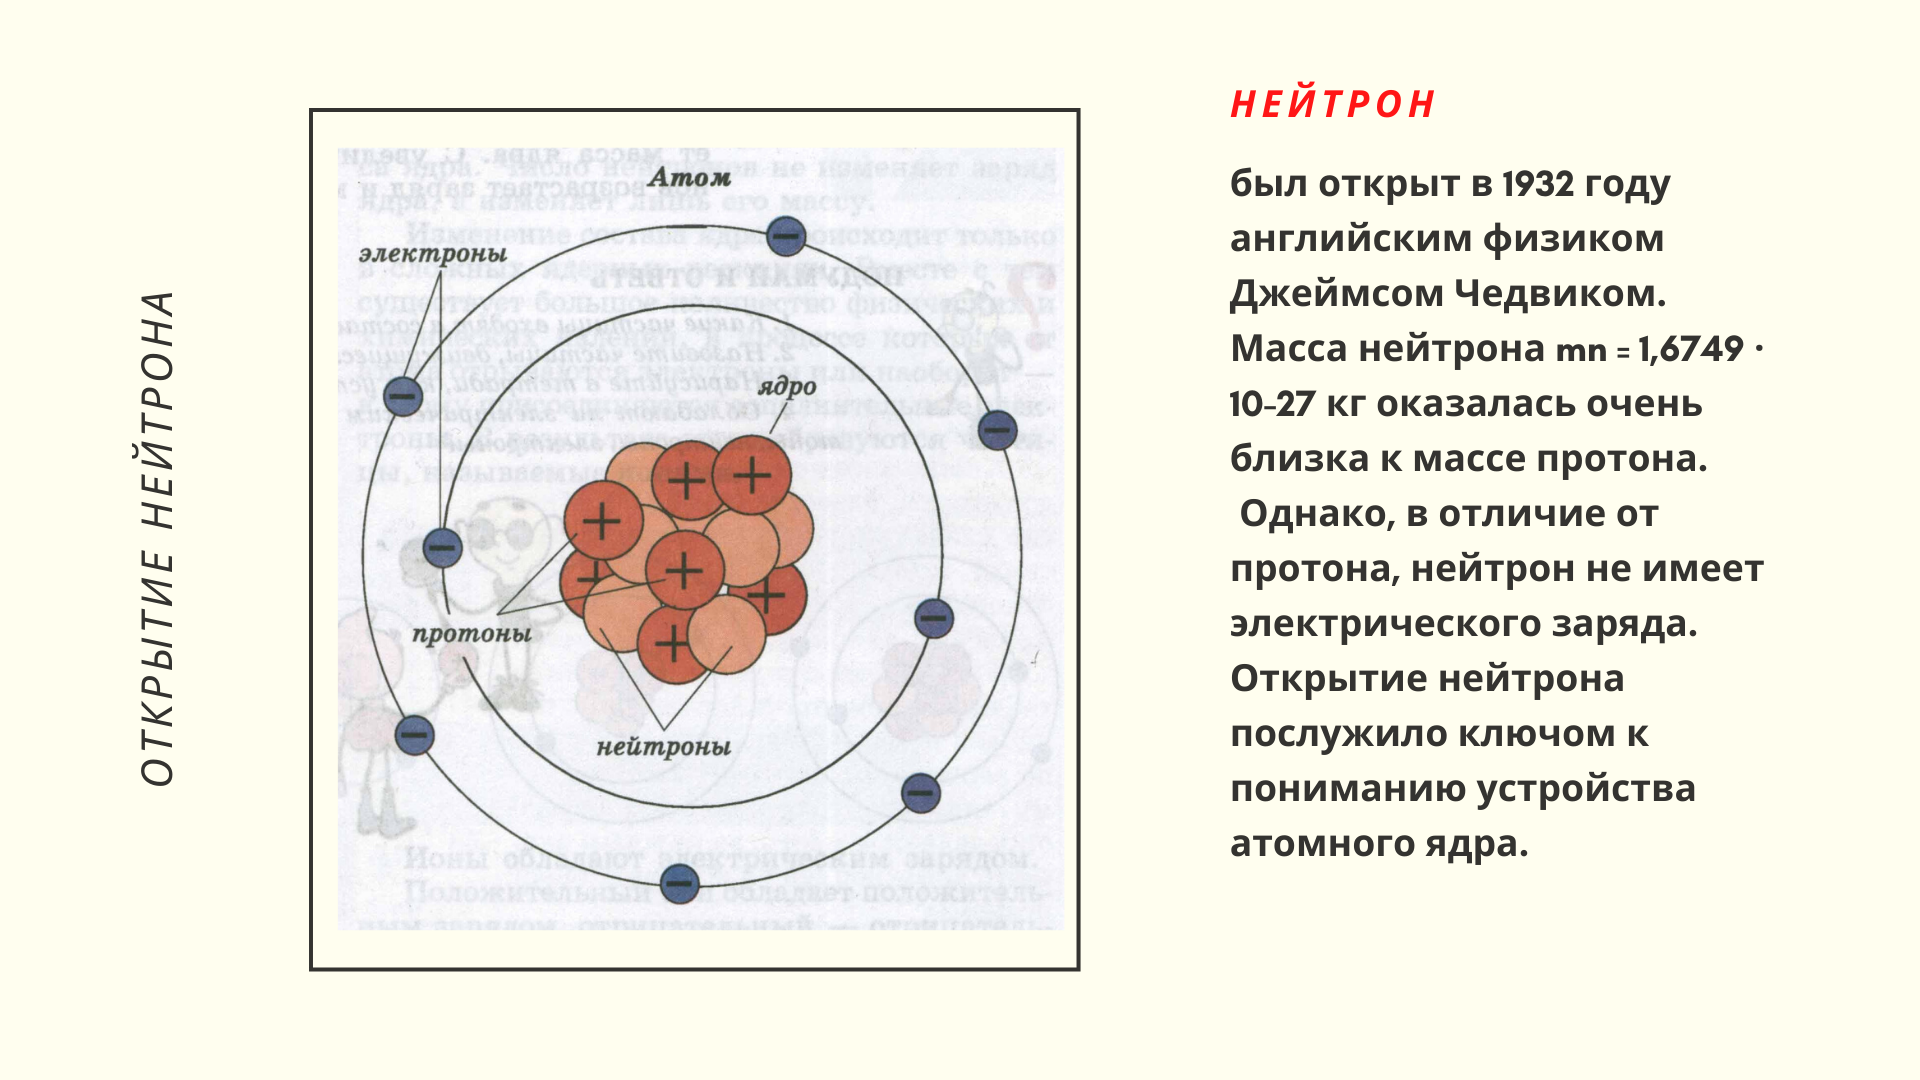 ОТКРЫТИЕ НЕЙТРОНА
Атом
электроны
ядро
протоны
нейтроны
НЕЙТРОН
был открыт в 1932 году
английским физиком
Джеймсом Чедвиком.
Масса нейтрона mn = 1,6749 ·
10–27 кг оказалась очень
близка к массе протона.
Однако, в отличие от
протона, нейтрон не имеет
электрического заряда.
Открытие нейтрона
послужило ключом к
пониманию устройства
атомного ядра.